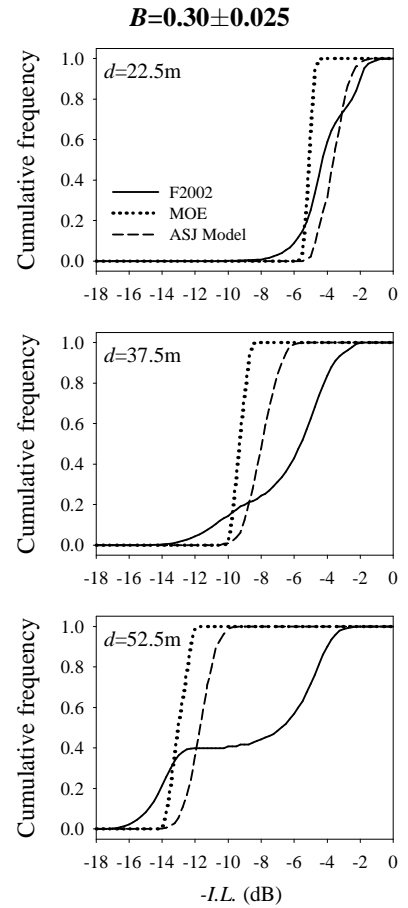 B=0.30±0.025
d=22.5m
Cumulative frequency
1.0
0.8
0.6
0.4
0.2
0.0
F2002
MOE
ASJ Model
-18 -16 -14 -12 -10 -8 -6 -4 -2 0
d=37.5m
Cumulative frequency
1.0
0.8
0.6
0.4
0.2
0.0
-18 -16 -14 -12 -10 -8 -6 -4 -2 0
d=52.5m
Cumulative frequency
1.0
0.8
0.6
0.4
0.2
0.0
-18 -16 -14 -12 -10 -8 -6 -4 -2 0
-I.L. (dB)